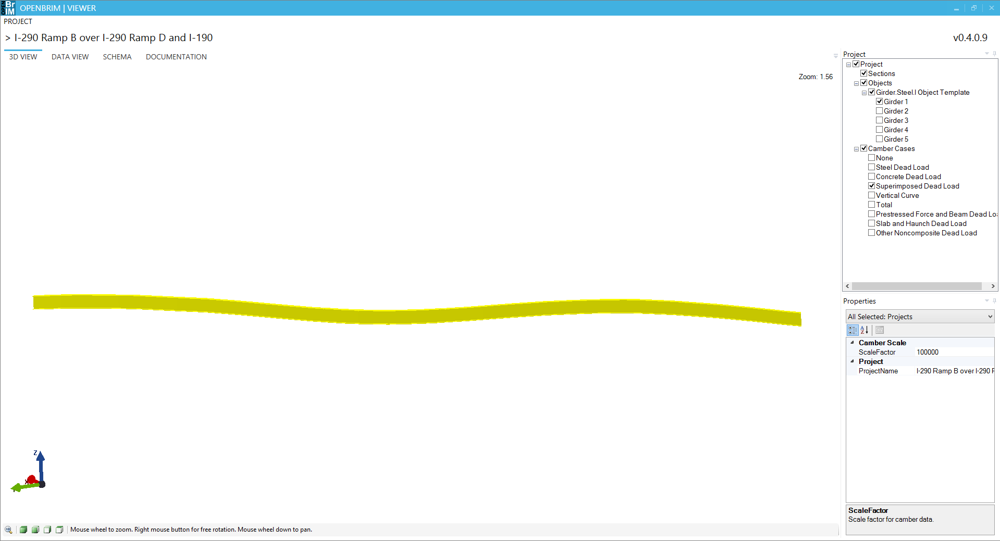 OPEN BrIM OPENBRIM | VIEWER
PROJECT
> I-290 Ramp B over I-290 Ramp D and I-190
v0.4.0.9
3D VIEW DATA VIEW SCHEMA DOCUMENTATION
Zoom: 1.56
Z
X
Mouse wheel to zoom. Right mouse button for free rotation. Mouse wheel down to pan.
Project
Project
Sections
Objects
Girder.Steel.I Object Template
Girder 1
Girder 2
Girder 3
Girder 4
Girder 5
Camber Cases
None
Steel Dead Load
Concrete Dead Load
Superimposed Dead Load
Vertical Curve
Total
Prestressed Force and Beam Dead Lo
Slab and Haunch Dead Load
Other Noncomposite Dead Load
Properties
All Selected: Projects
A Z
Camber Scale
ScaleFactor 100000
Project
ProjectName I-290 Ramp B over I-290 R
ScaleFactor
Scale factor for camber data.